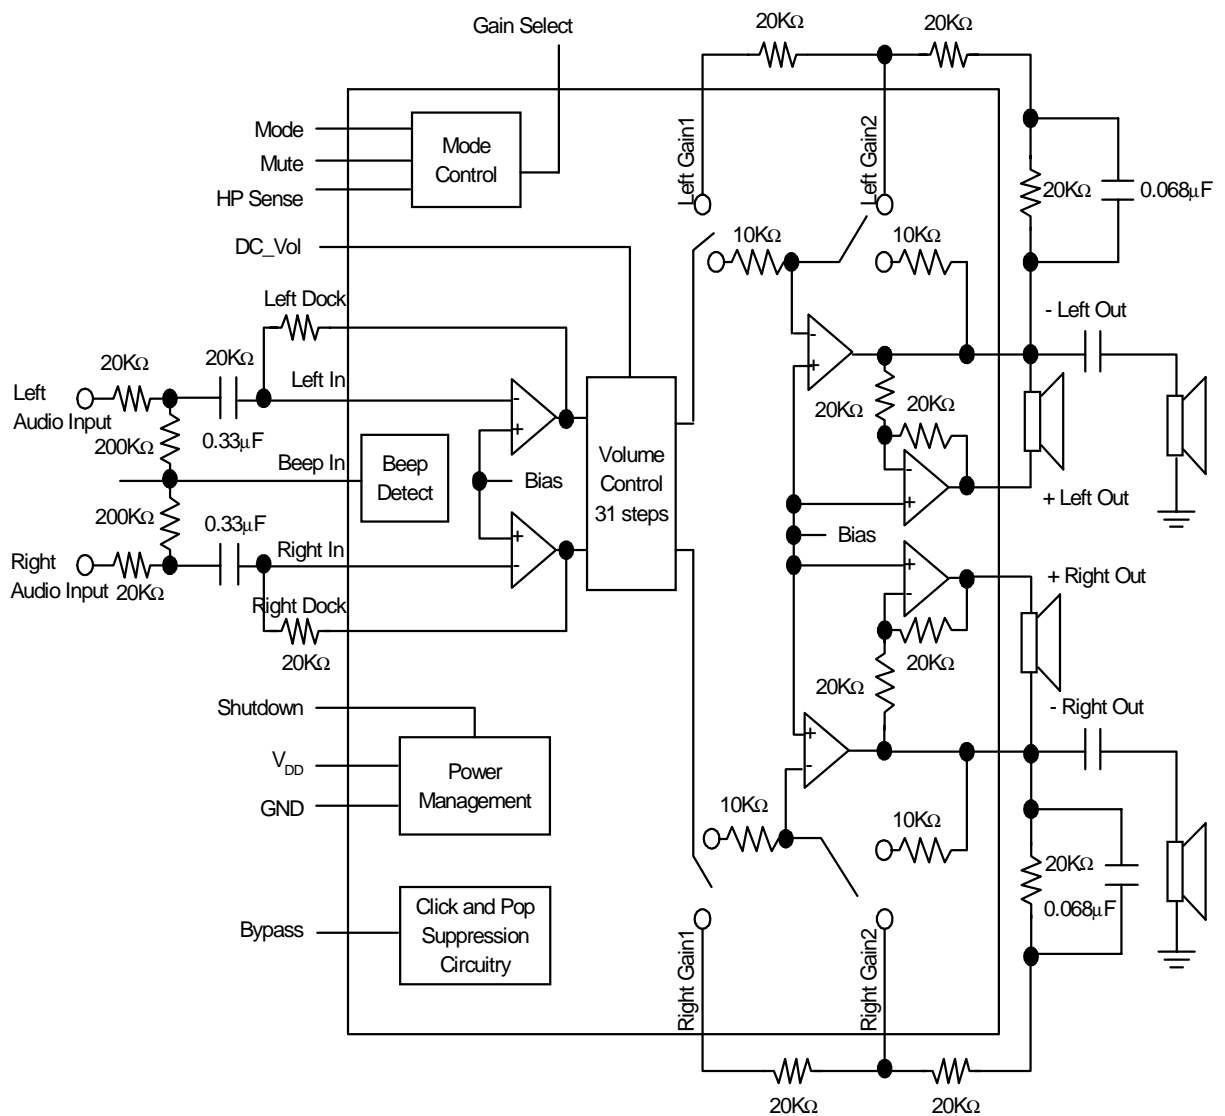 Gain Select
20KΩ
20KΩ
Mode
Mute
HP Sense
Mode
Control
Left Gain1
Left Gain2
20KΩ
0.068µF
DC_Vol
10KΩ
10KΩ
Left Dock
- Left Out
20KΩ
20KΩ
Left In
Left
Audio Input
-
+
-
+
20KΩ
20KΩ
200KΩ
0.33µF
Beep In
Beep
Detect
Bias
Volume
Control
31 steps
-
+
+ Left Out
200KΩ
0.33µF
Bias
Right
Audio Input
20KΩ
Right In
+
-
+
-
+ Right Out
Right Dock
20KΩ
20KΩ
20KΩ
Shutdown
- Right Out
+
-
VDD
GND
Power
Management
10KΩ
10KΩ
20KΩ
0.068µF
Bypass
Click and Pop
Suppression
Circuitry
Right Gain1
Right Gain2
20KΩ
20KΩ